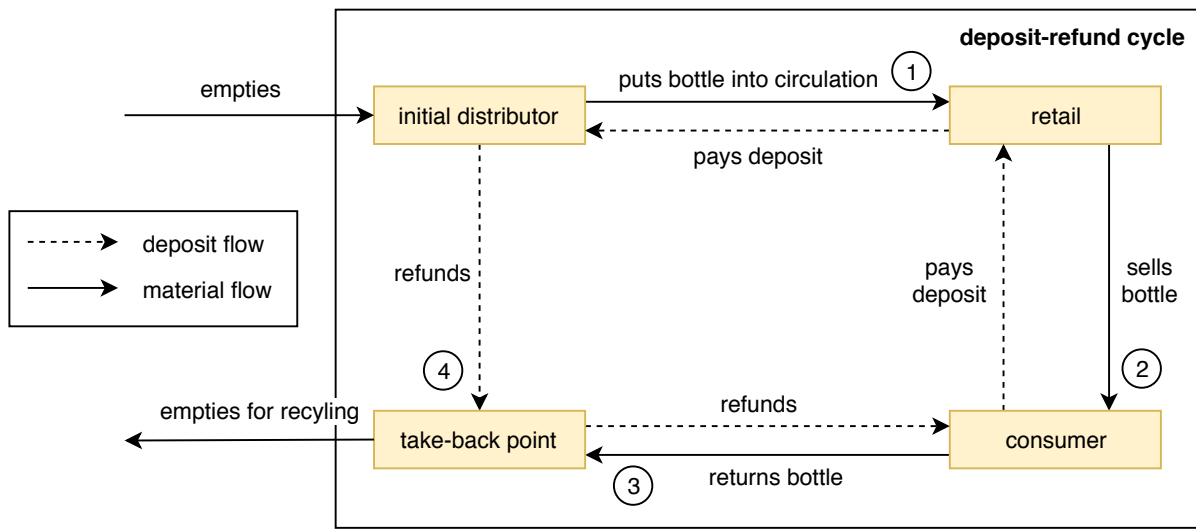 deposit-refund cycle
empties
initial distributor
puts bottle into circulation
1
retail
pays deposit
deposit flow
material flow
refunds
pays
deposit
sells
bottle
4
2
empties for recyling
take-back point
refunds
consumer
3
returns bottle